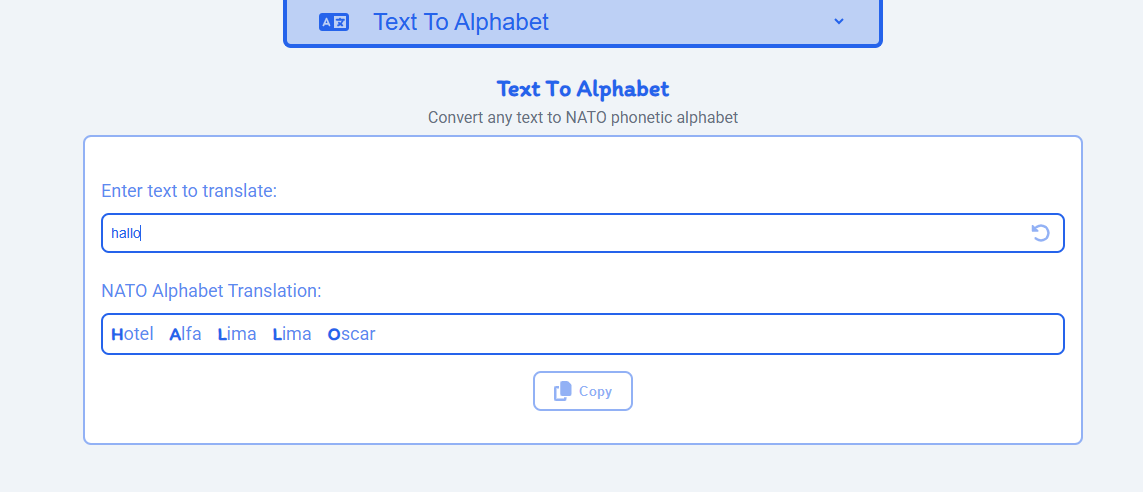 Text To Alphabet
Text To Alphabet
Convert any text to NATO phonetic alphabet
Enter text to translate:
hallo
NATO Alphabet Translation:
Hotel Alfa Lima Lima Oscar
Copy